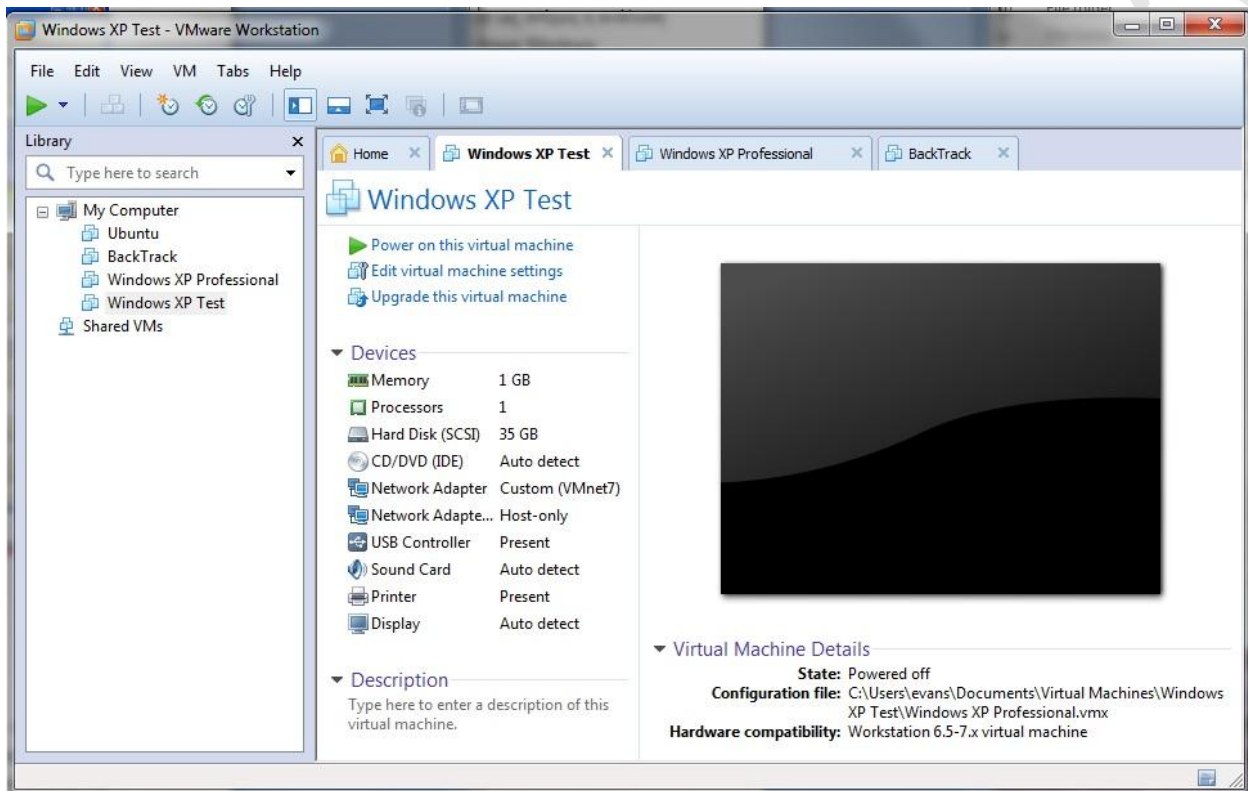 Windows XP Test - VMware Workstation
File Edit View VM Tabs Help
Library
Type here to search
My Computer
Ubuntu
BackTrack
Windows XP Professional
Windows XP Test
Shared VMs
Home
Windows XP Test
Windows XP Professional
BackTrack
Windows XP Test
Power on this virtual machine
Edit virtual machine settings
Upgrade this virtual machine
Devices
Memory 1 GB
Processors 1
Hard Disk (SCSI) 35 GB
CD/DVD (IDE) Auto detect
Network Adapter Custom (VMnet7)
Network Adapte... Host-only
USB Controller Present
Sound Card Auto detect
Printer Present
Display Auto detect
Description
Type here to enter a description of this
virtual machine.
Virtual Machine Details
State: Powered off
Configuration file: C:\Users\evans\Documents\Virtual Machines\Windows
XP Test\Windows XP Professional.vmx
Hardware compatibility: Workstation 6.5-7.x virtual machine